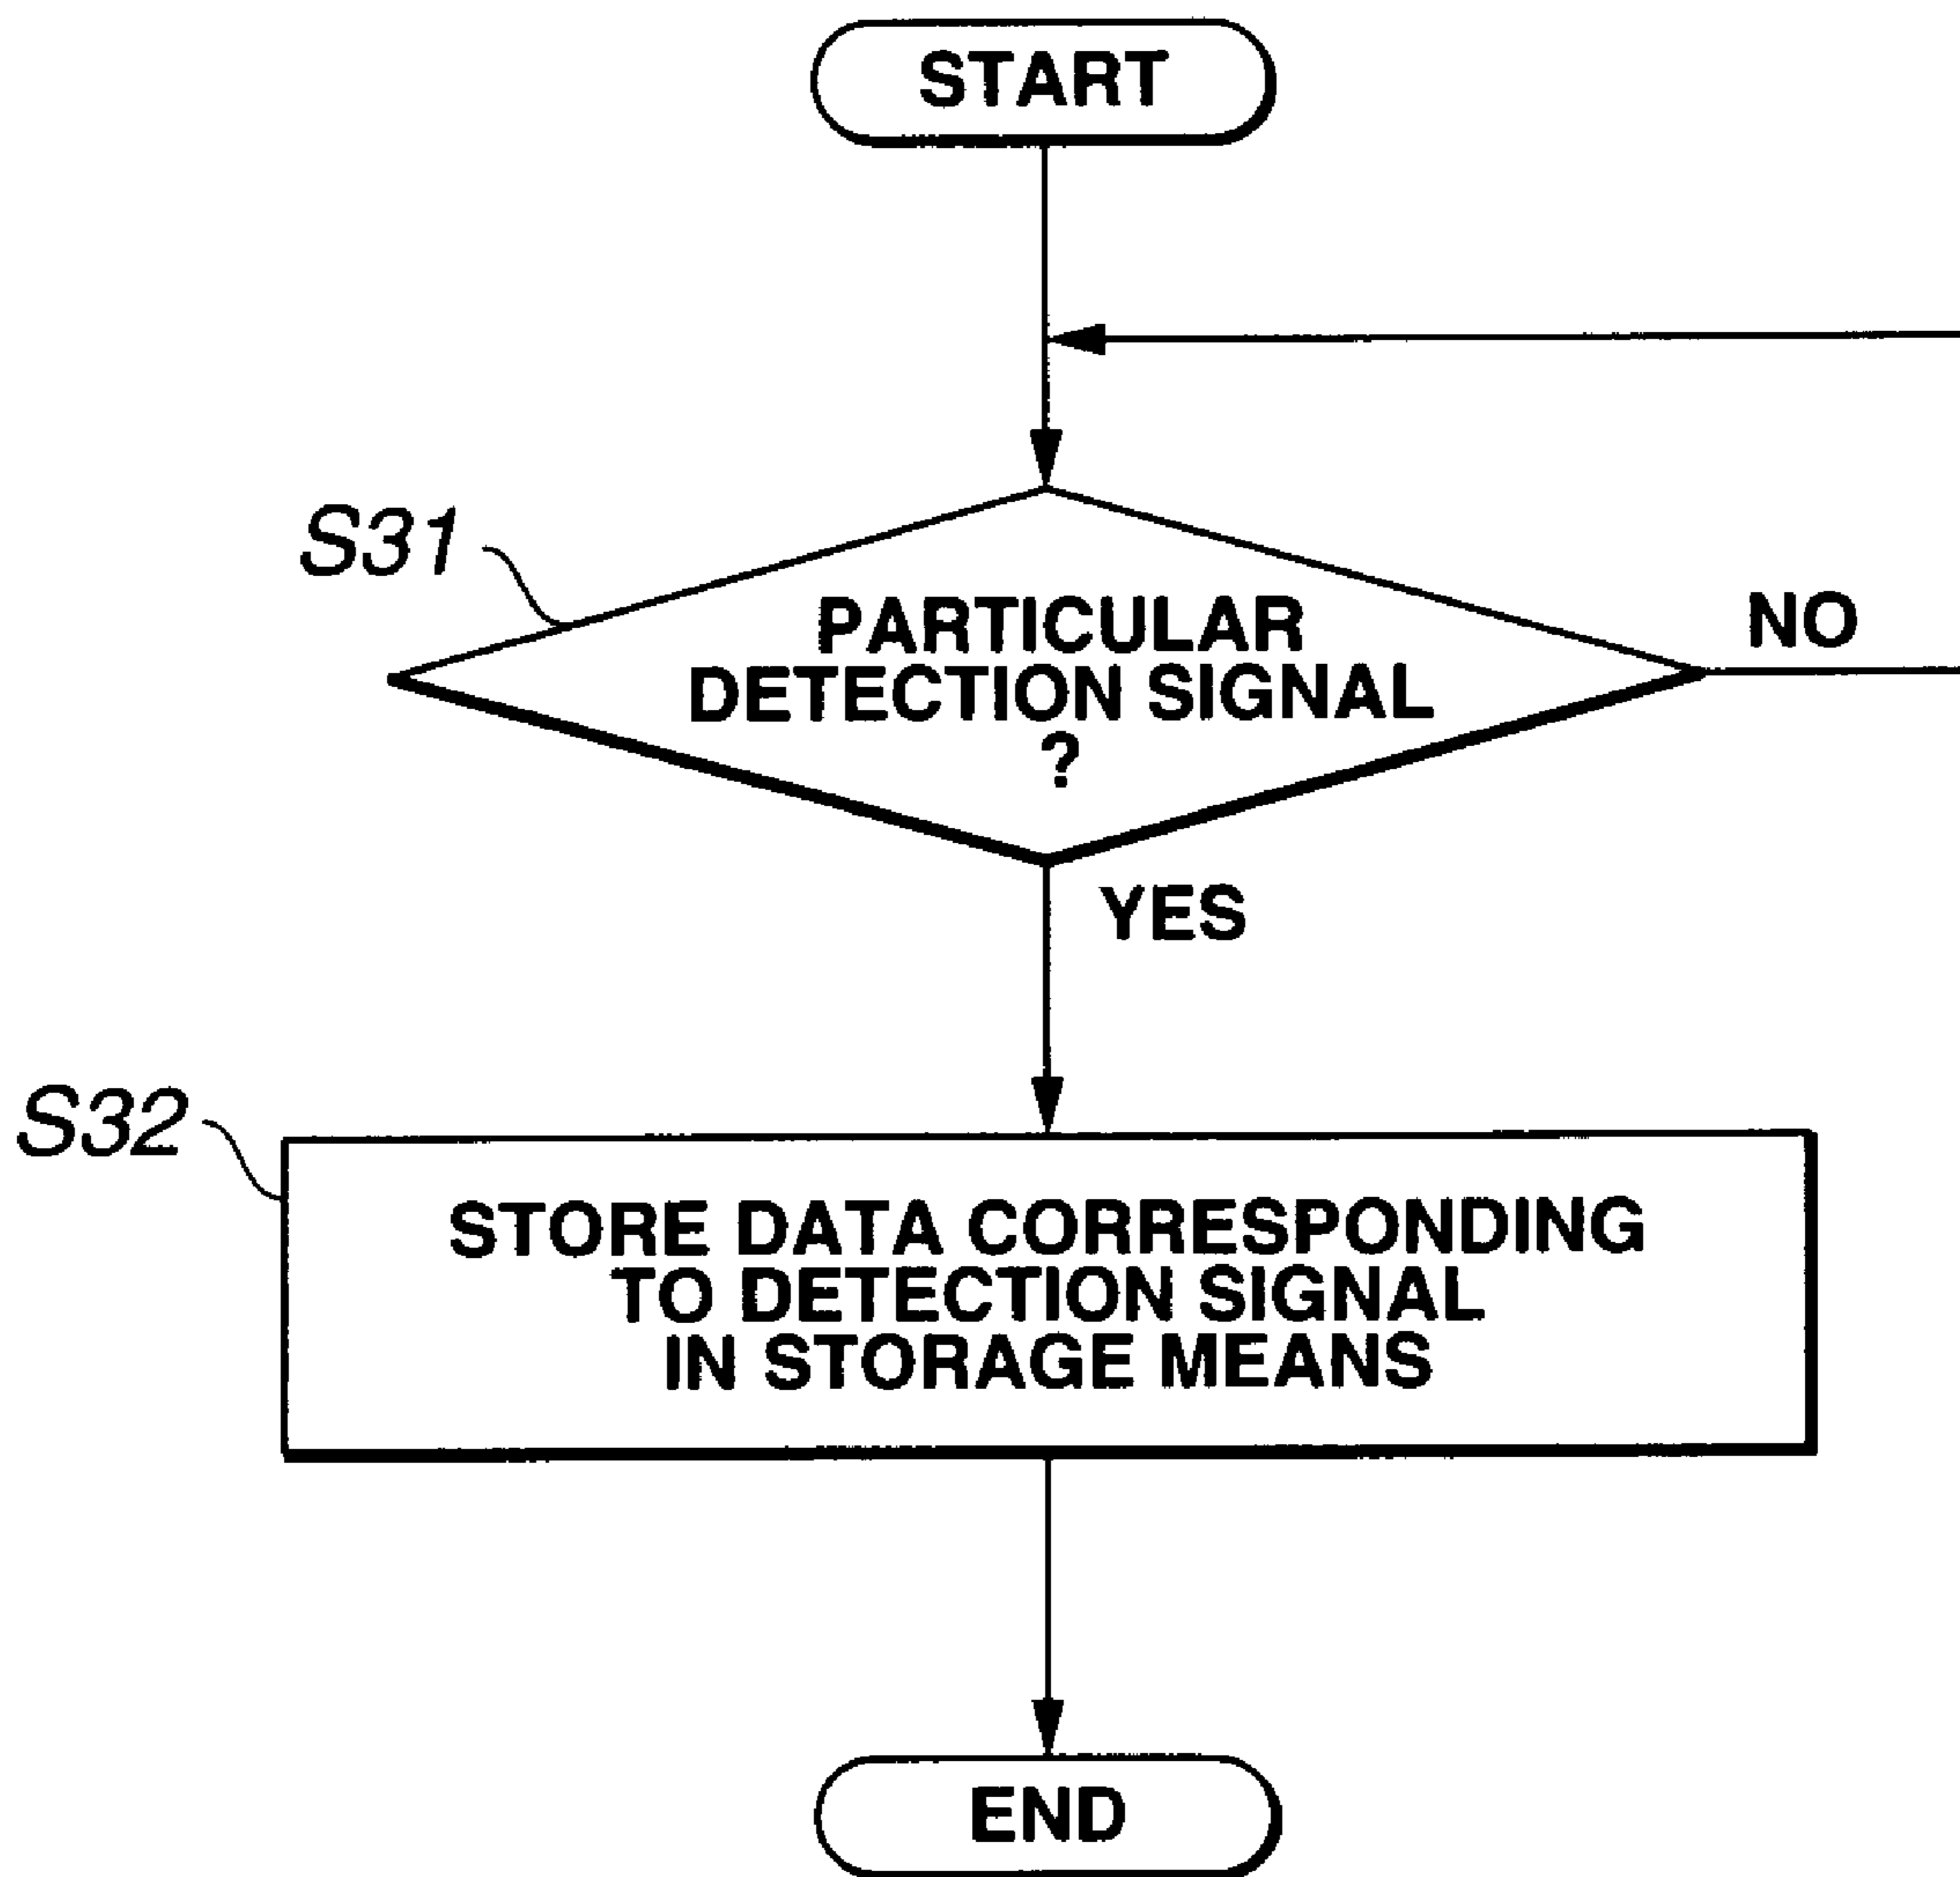 START
S31
PARTICULAR
DETECTION SIGNAL
?
NO
YES
S32
STORE DATA CORRESPONDING
TO DETECTION SIGNAL
IN STORAGE MEANS
END